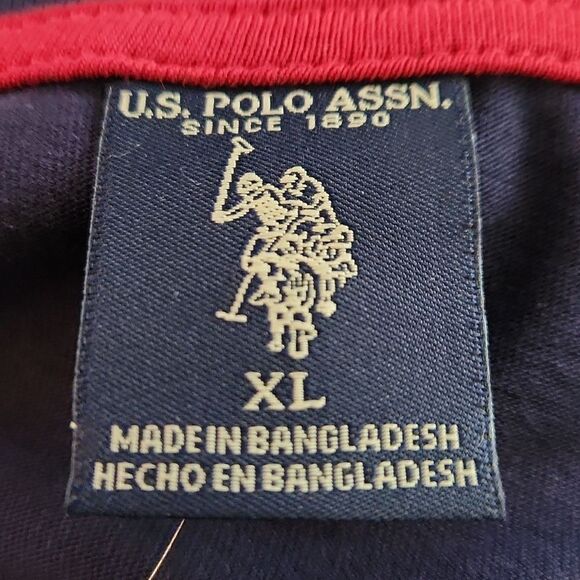 U.S. POLO ASSN.
SINCE 1890
XL
MADE IN BANGLADESH
HECHO EN BANGLADESH